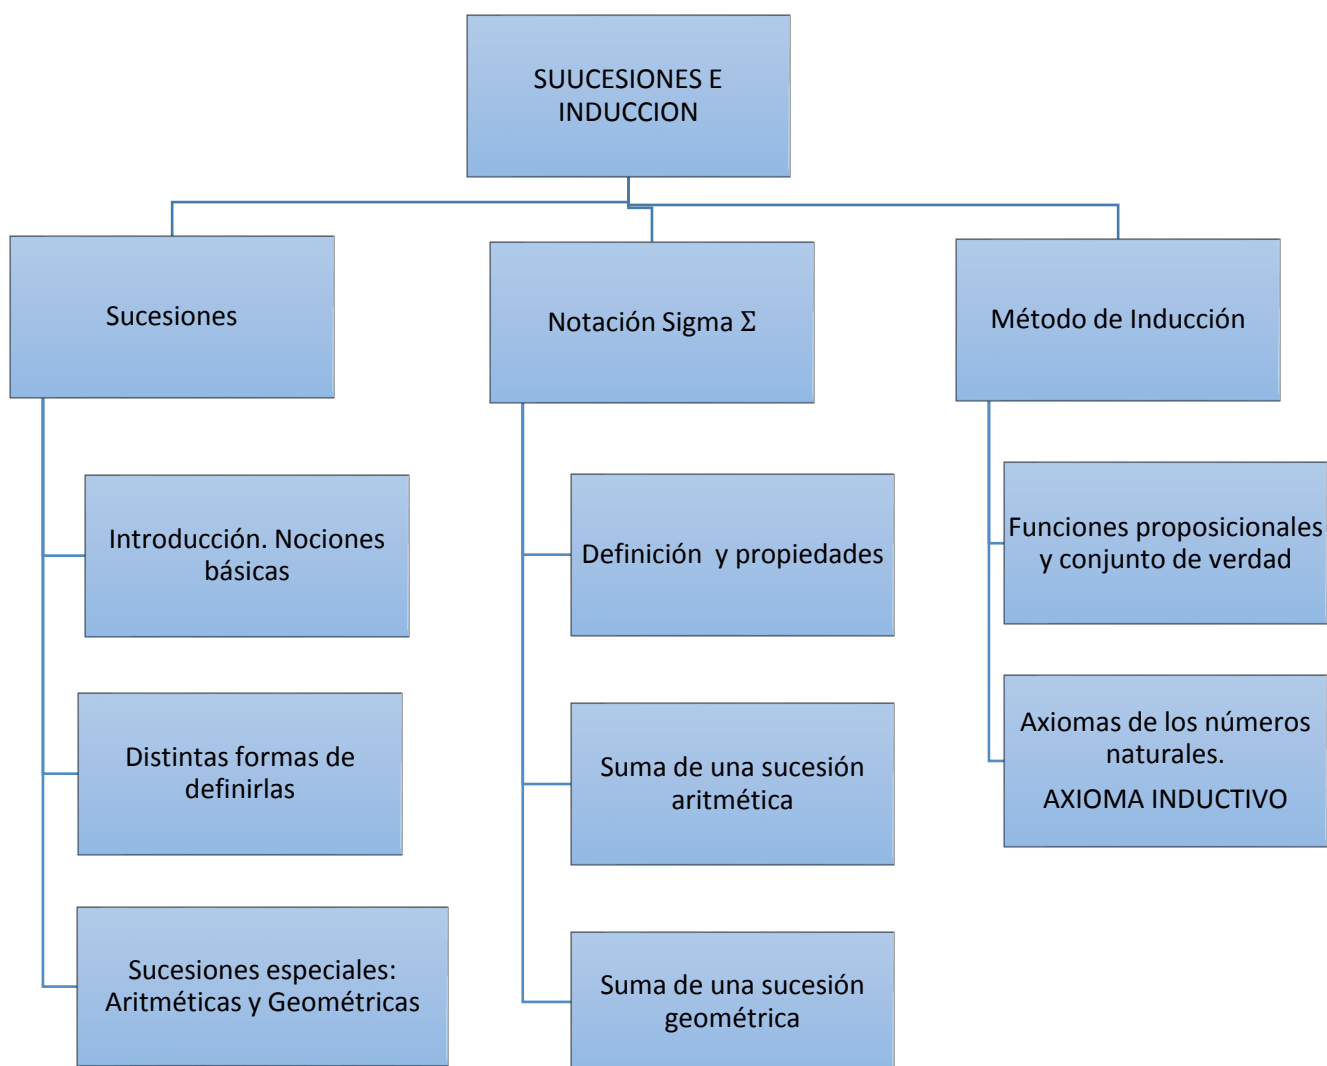 SUUCESIONES E
INDUCCION
Sucesiones
Introducción. Nociones
básicas
Distintas formas de
definirlas
Sucesiones especiales:
Aritméticas y Geométricas
Notación Sigma Σ
Definición y propiedades
Suma de una sucesión
aritmética
Suma de una sucesión
geométrica
Método de Inducción
Funciones proposicionales
y conjunto de verdad
Axiomas de los números
naturales.
AXIOMA INDUCTIVO